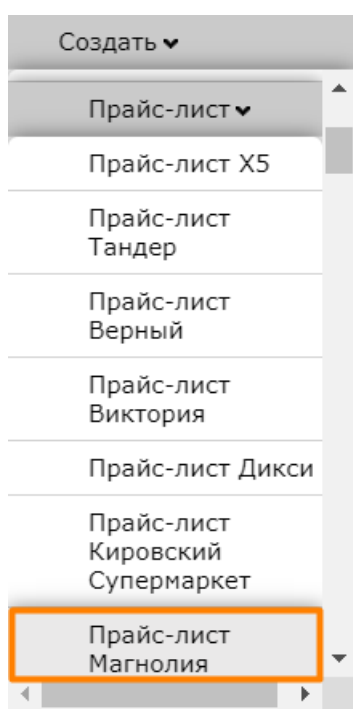 Создать
Прайс-лист
Прайс-лист X5
Прайс-лист
Тандер
Прайс-лист
Верный
Прайс-лист
Виктория
Прайс-лист Дикси
Прайс-лист
Кировский
Супермаркет
Прайс-лист
Магнолия